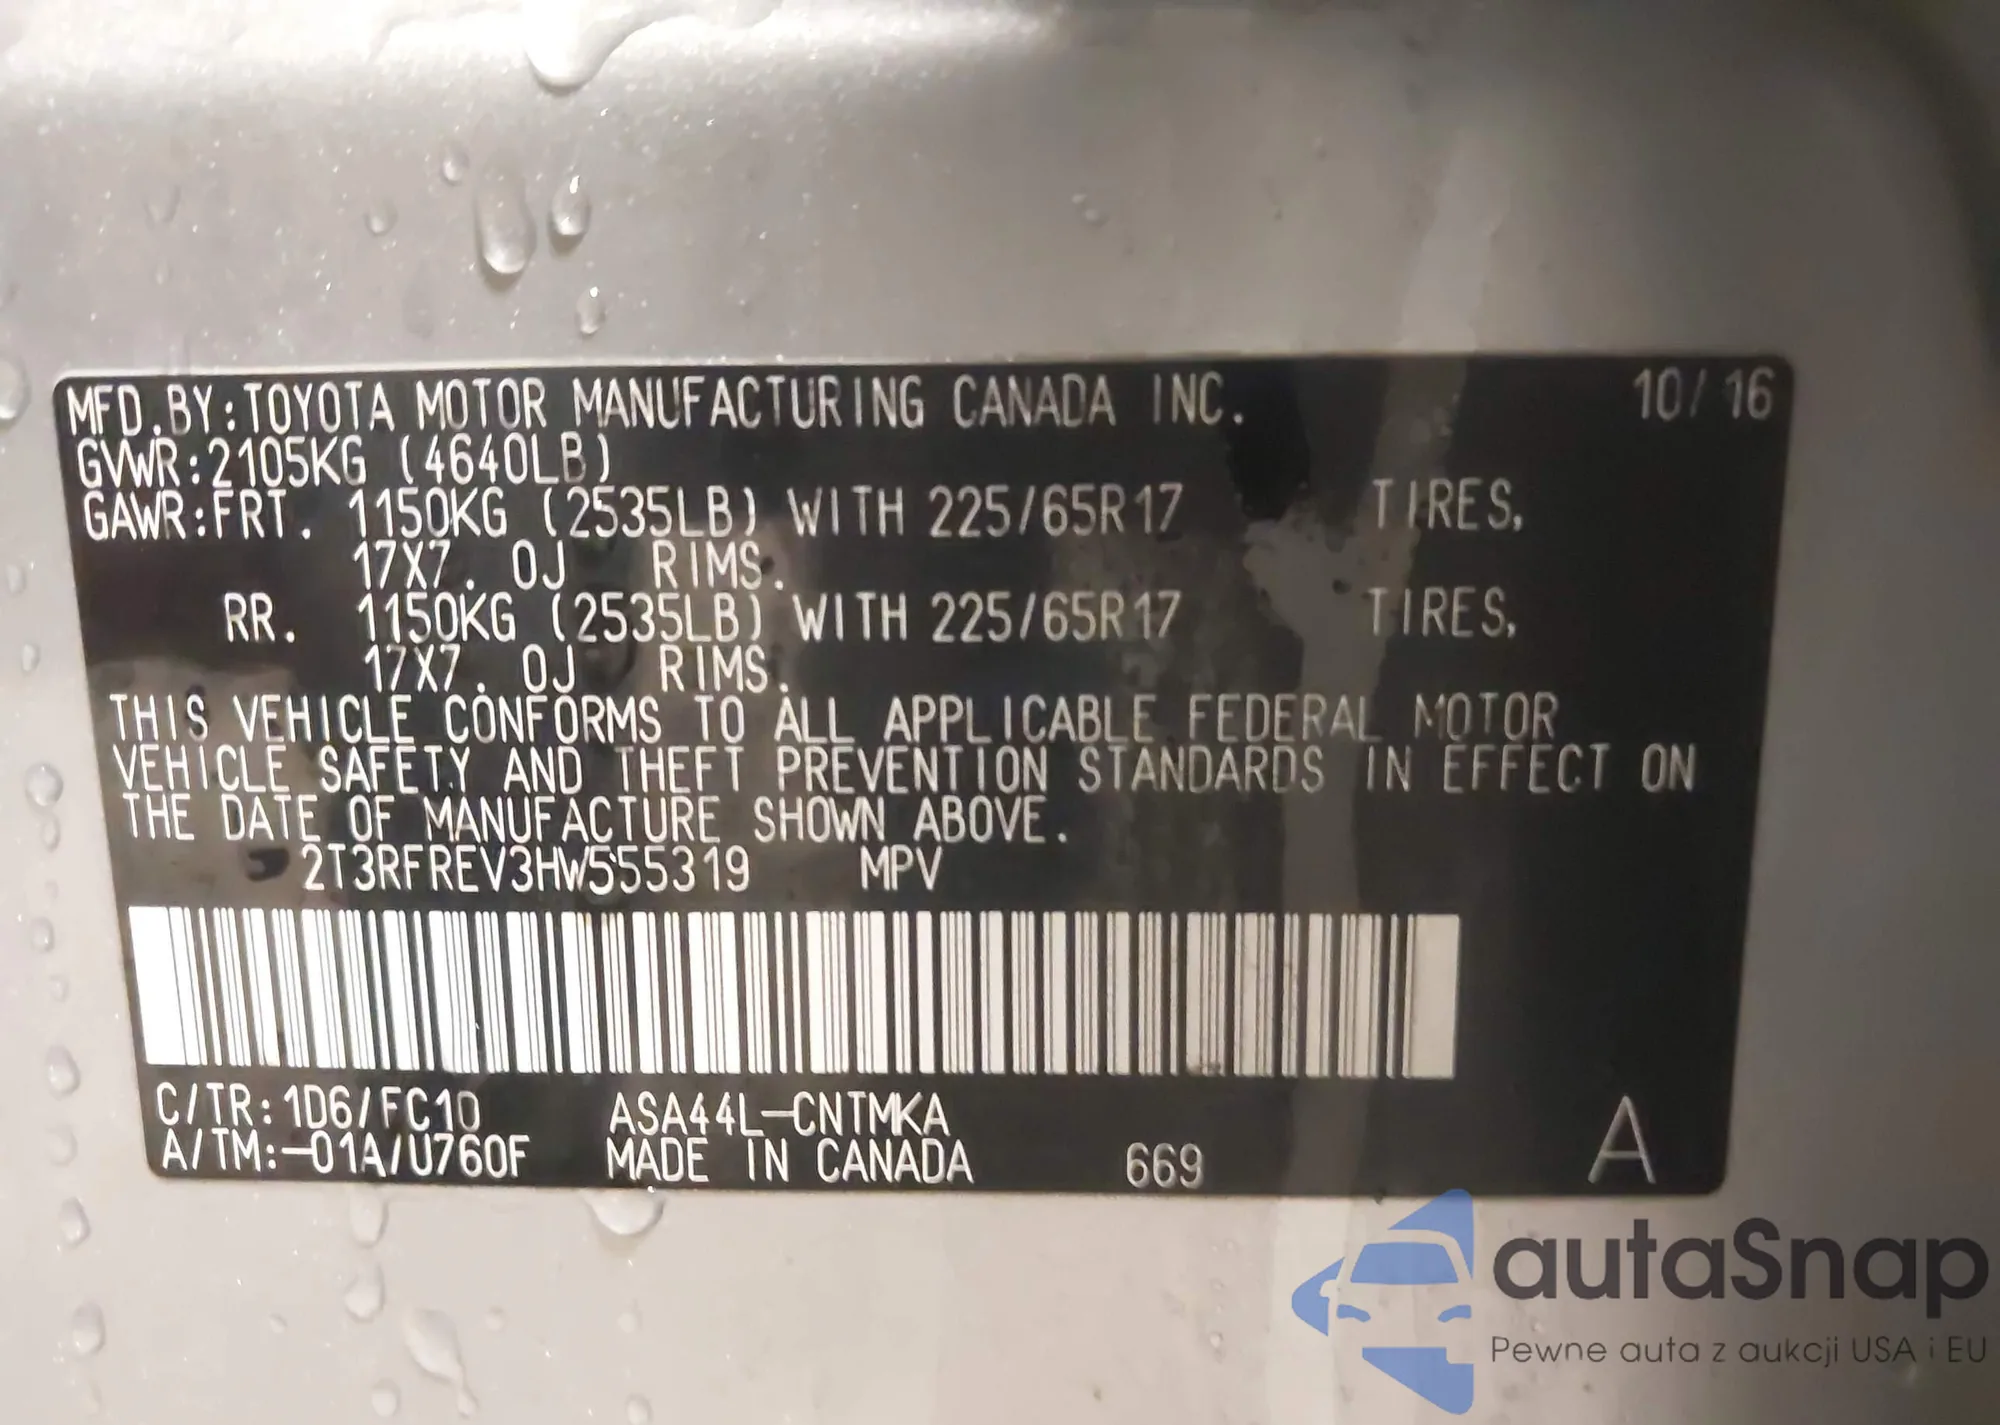 MFD.BY:TOYOTA MOTOR MANUFACTURING CANADA INC. 10/16
GVWR:2105KG (4640LB)
GAWR:FRT. 1150KG (2535LB) WITH 225/65R17 TIRES,
17X7.0J RIMS.
RR. 1150KG (2535LB) WITH 225/65R17 TIRES,
17X7.0J RIMS.
THIS VEHICLE CONFORMS TO ALL APPLICABLE FEDERAL MOTOR
VEHICLE SAFETY AND THEFT PREVENTION STANDARDS IN EFFECT ON
THE DATE OF MANUFACTURE SHOWN ABOVE.
2T3RFREV3HW555319 MPV
C/TR:1D6/FC10 ASA44L-CNTMKA
A/TM:-01A/U760F MADE IN CANADA 669 A
autaSnap
Pewne auta z aukcji USA i EU